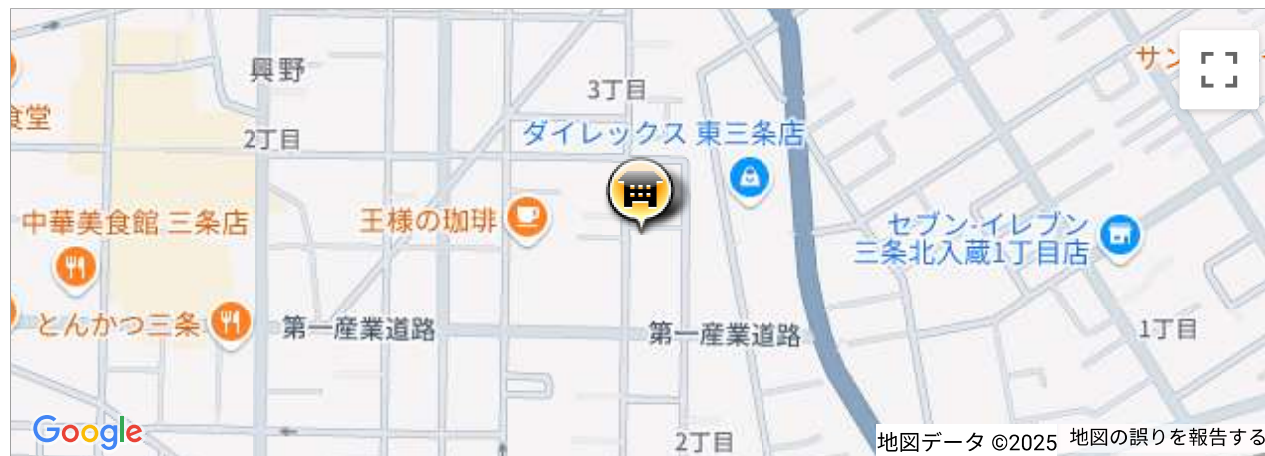 サン
興野
3丁目
食堂
2丁目
ダイレックス 東三条店
中華美食館 三条店
王様の珈琲
セブン-イレブン
三条北入蔵1丁目店
とんかつ三条
第一産業道路
第一産業道路
1丁目
Google
2丁目
地図データ ©2025
地図の誤りを報告する